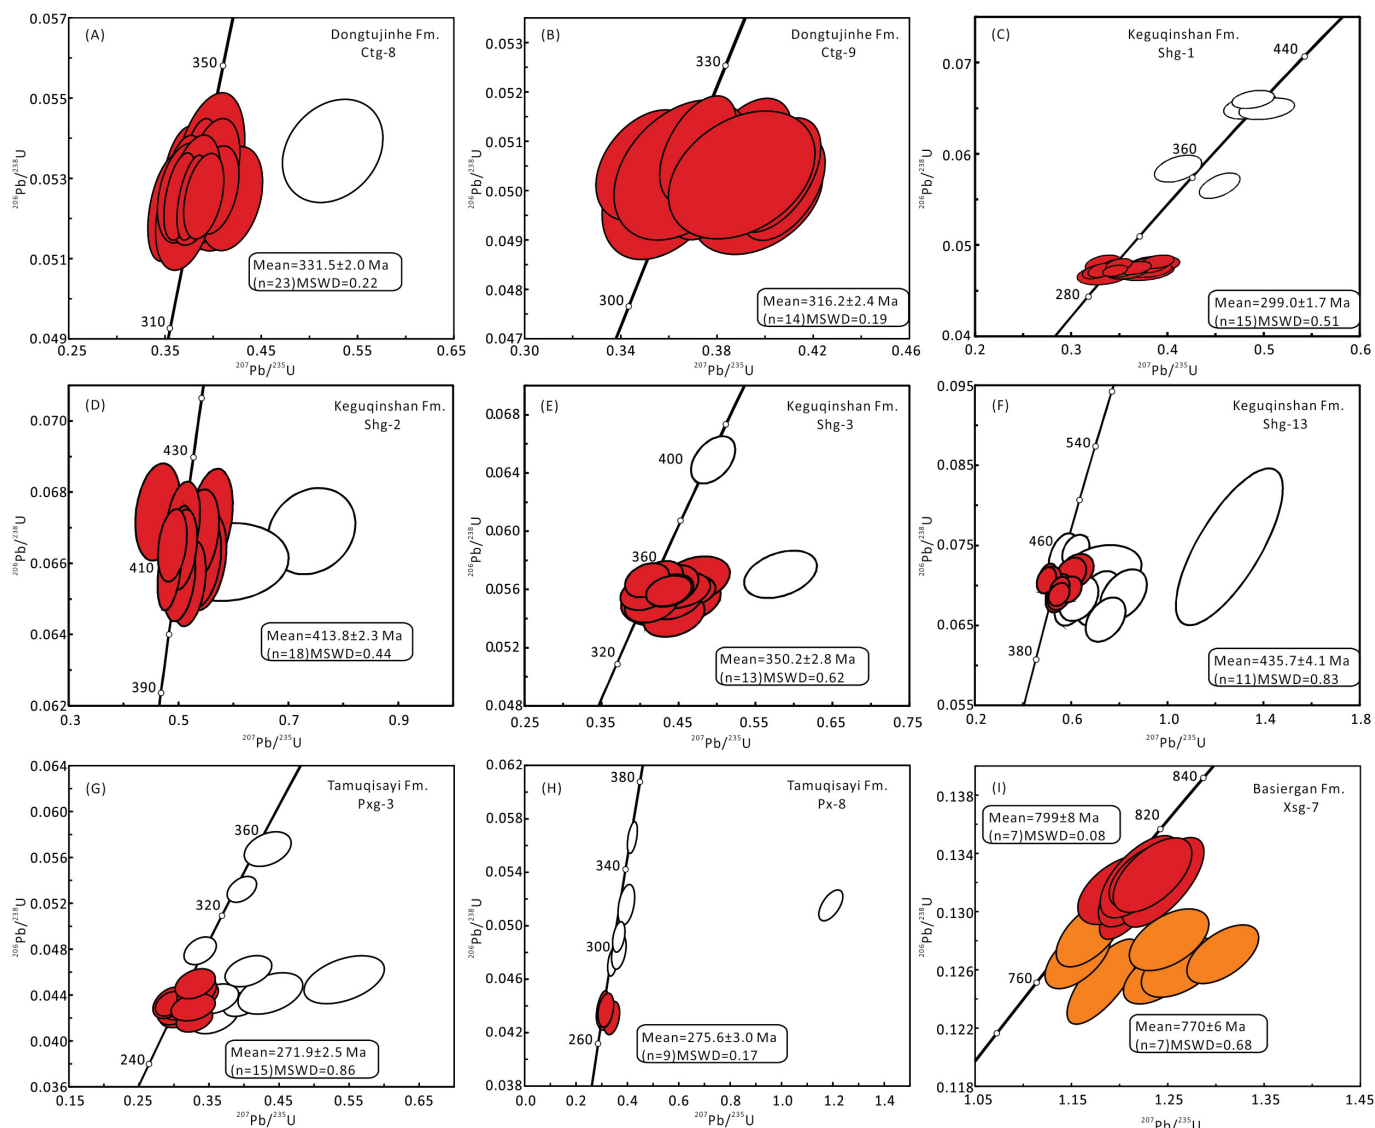 (A)
Dongtujinhe Fm.
Ctg-8
0.057
0.055
0.053
0.051
0.049
350
310
Mean=331.5±2.0 Ma
(n=23)MSWD=0.22
0.25
0.35
0.45
0.55
0.65
206Pb/238U
207Pb/235U
(B)
Dongtujinhe Fm.
Ctg-9
0.053
0.052
0.051
0.050
0.049
0.048
0.047
330
300
Mean=316.2±2.4 Ma
(n=14)MSWD=0.19
0.30
0.34
0.38
0.42
0.46
206Pb/238U
207Pb/235U
(C)
Keguqinshan Fm.
Shg-1
0.07
0.06
0.05
0.04
440
360
280
Mean=299.0±1.7 Ma
(n=15)MSWD=0.51
0.2
0.3
0.4
0.5
0.6
206Pb/238U
207Pb/235U
(D)
Keguqinshan Fm.
Shg-2
0.070
0.068
0.066
0.064
0.062
430
410
390
Mean=413.8±2.3 Ma
(n=18)MSWD=0.44
0.3
0.5
0.7
0.9
206Pb/238U
207Pb/235U
(E)
Keguqinshan Fm.
Shg-3
0.068
0.064
0.060
0.056
0.052
0.048
400
360
320
Mean=350.2±2.8 Ma
(n=13)MSWD=0.62
0.25
0.35
0.45
0.55
0.65
0.75
206Pb/238U
207Pb/235U
(F)
Keguqinshan Fm.
Shg-13
0.095
0.085
0.075
0.065
0.055
540
460
380
Mean=435.7±4.1 Ma
(n=11)MSWD=0.83
0.2
0.6
1.0
1.4
1.8
206Pb/238U
207Pb/235U
(G)
Tamuqisayi Fm.
Pxg-3
0.064
0.060
0.056
0.052
0.048
0.044
0.040
0.036
360
320
240
Mean=271.9±2.5 Ma
(n=15)MSWD=0.86
0.15
0.25
0.35
0.45
0.55
0.65
206Pb/238U
207Pb/235U
(H)
Tamuqisayi Fm.
Px-8
0.062
0.058
0.054
0.050
0.046
0.042
0.038
380
340
300
260
Mean=275.6±3.0 Ma
(n=9)MSWD=0.17
0.0
0.2
0.4
0.6
0.8
1.0
1.2
1.4
206Pb/238U
207Pb/235U
(I)
Basiergan Fm.
Xsg-7
0.138
0.134
0.130
0.126
0.122
0.118
840
820
760
Mean=799±8 Ma
(n=7)MSWD=0.08
Mean=770±6 Ma
(n=7)MSWD=0.68
1.05
1.15
1.25
1.35
1.45
206Pb/238U
207Pb/235U